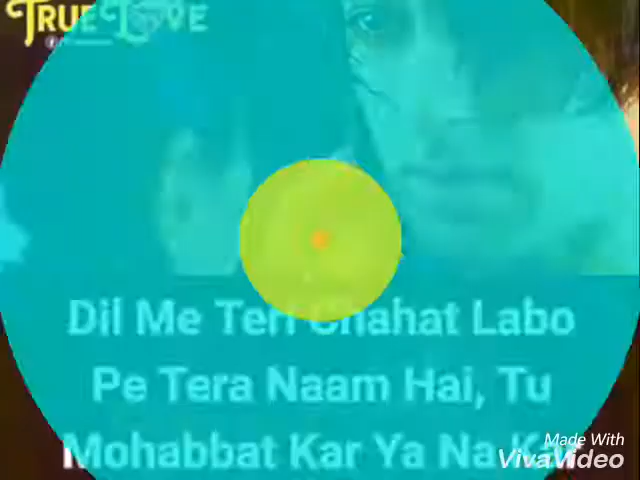 TRUE LOVE
Dil Me Teri Chahat Labo
Pe Tera Naam Hai, Tu
Mohabbat Kar Ya Na Kar
Made With
VivaVideo